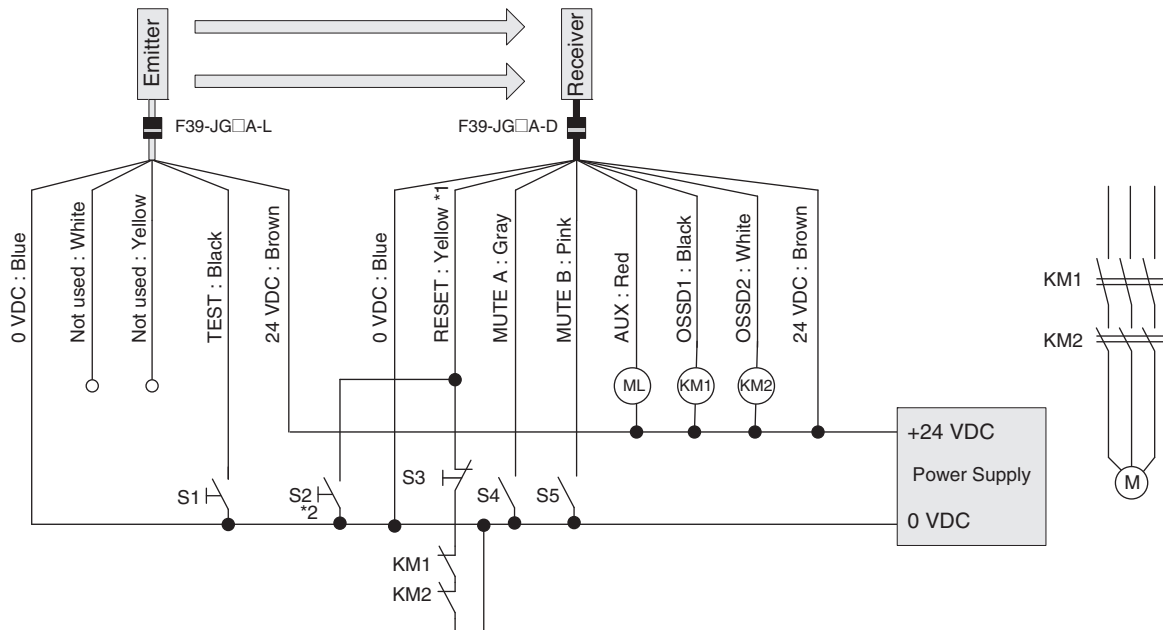 Emitter
Receiver
F39-JG□A-L
F39-JG□A-D
0 VDC : Blue
Not used : White
Not used : Yellow
TEST : Black
24 VDC : Brown
0 VDC : Blue
RESET : Yellow *1
MUTE A : Gray
MUTE B : Pink
AUX : Red
OSSD1 : Black
OSSD2 : White
24 VDC : Brown
KM1
KM2
M
ML
KM1
KM2
+24 VDC
Power Supply
0 VDC
S1
S2
*2
S3
S4
S5
KM1
KM2